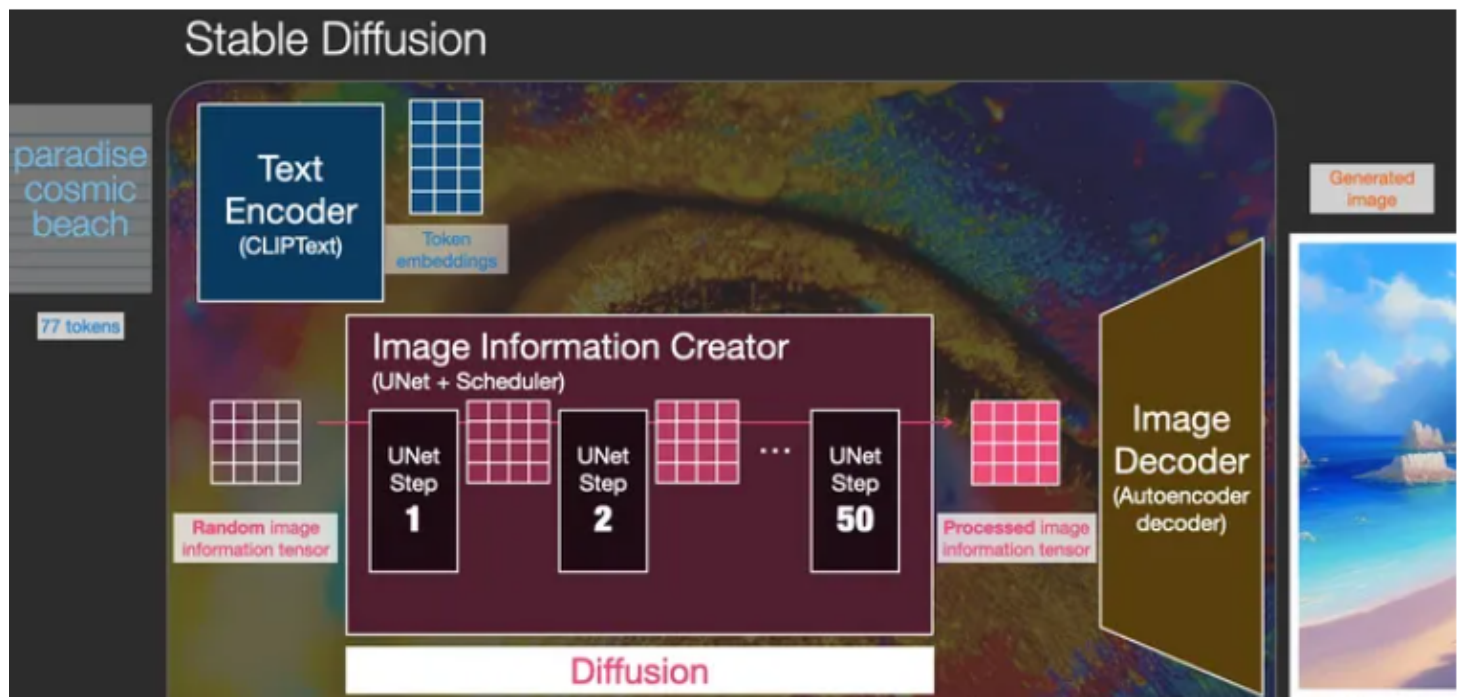 Stable Diffusion
paradise
cosmic
beach
77 tokens
Text
Encoder
(CLIPText)
Token
embeddings
Generated
image
Image Information Creator
(UNet + Scheduler)
UNet
Step
1
UNet
Step
2
...
UNet
Step
50
Random image
information tensor
Processed image
information tensor
Image
Decoder
(Autoencoder
decoder)
Diffusion